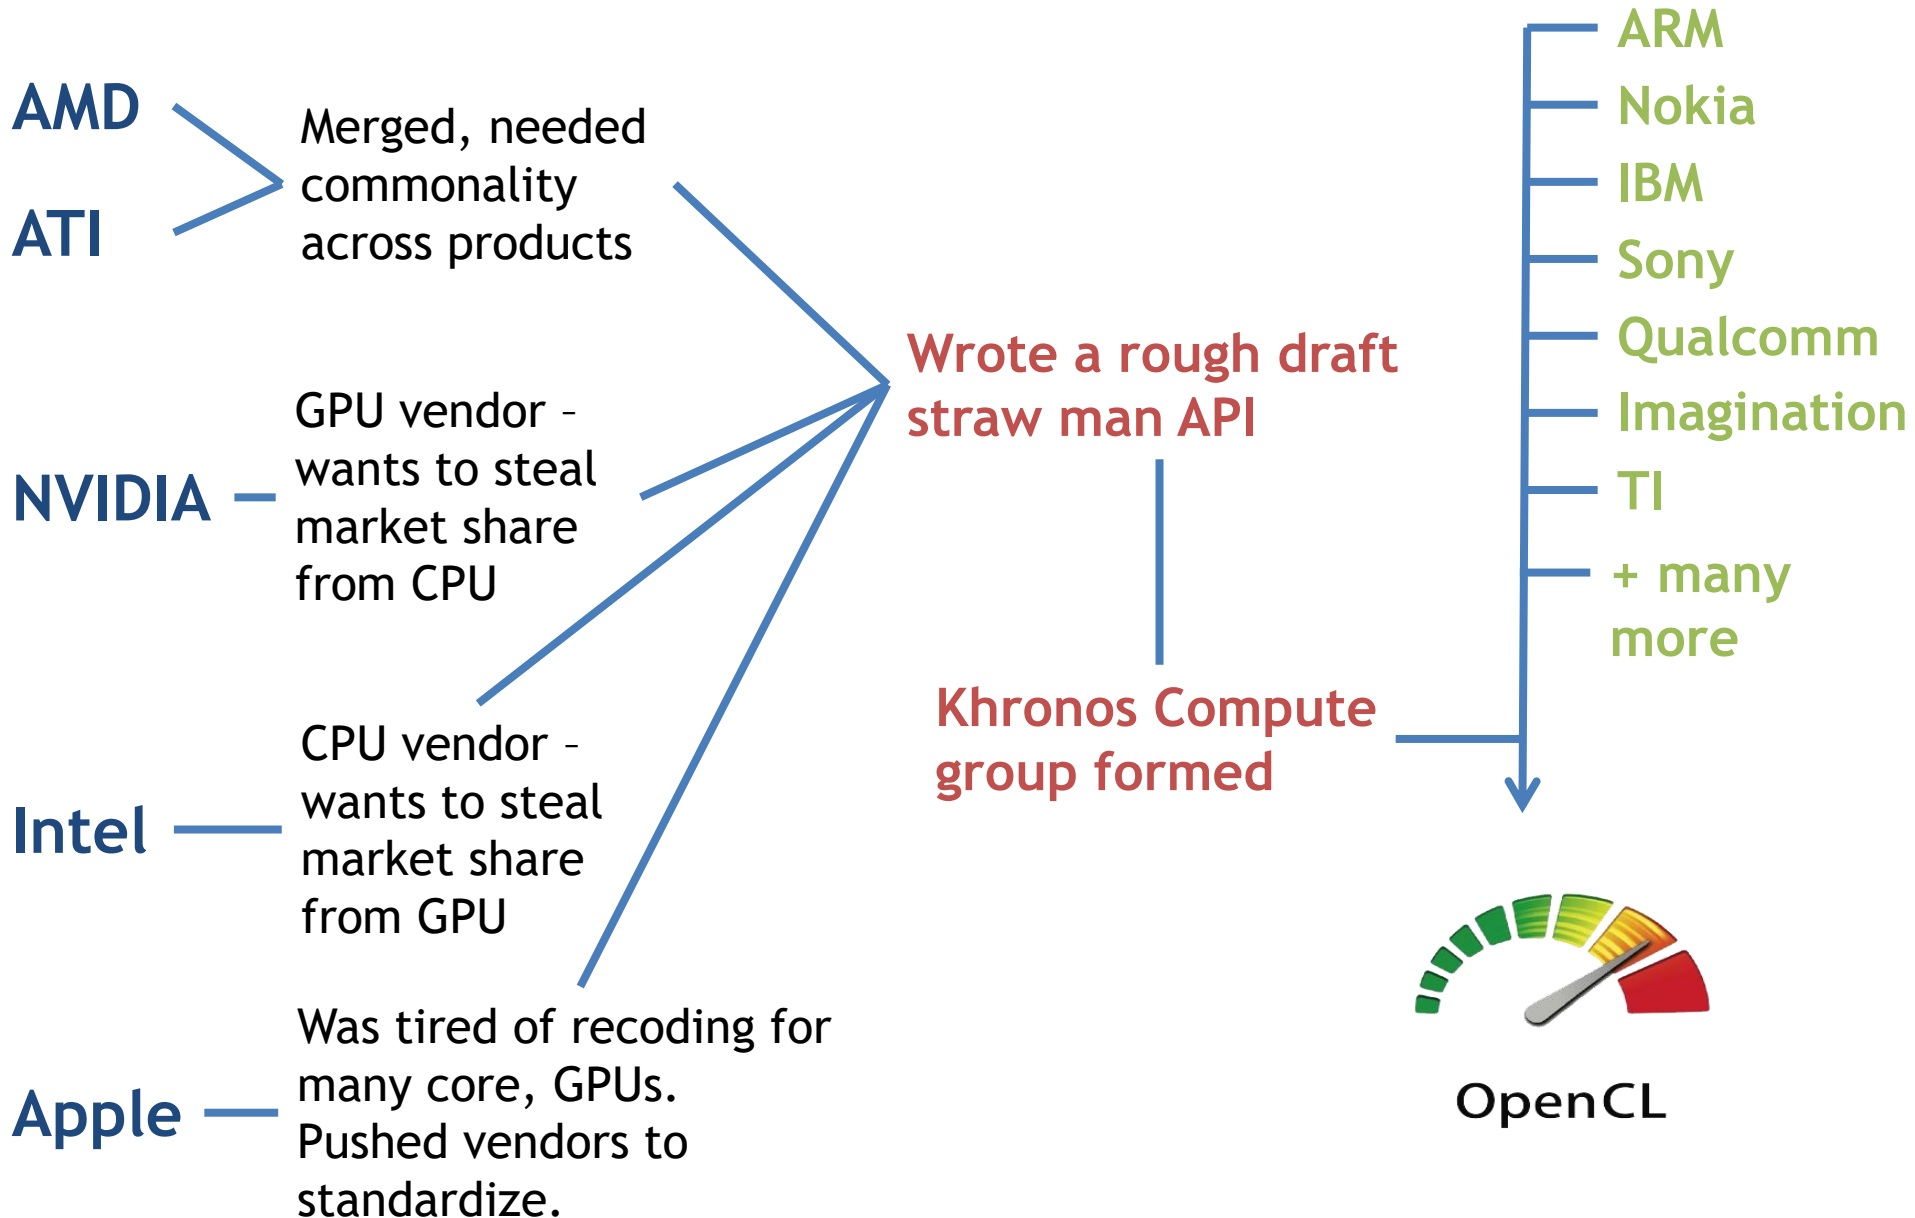 AMD
ATI
Merged, needed
commonality
across products
NVIDIA
GPU vendor –
wants to steal
market share
from CPU
Intel
CPU vendor –
wants to steal
market share
from GPU
Apple
Was tired of recoding for
many core, GPUs.
Pushed vendors to
standardize.
Wrote a rough draft
straw man API
Khronos Compute
group formed
ARM
Nokia
IBM
Sony
Qualcomm
Imagination
TI
+ many
more
OpenCL